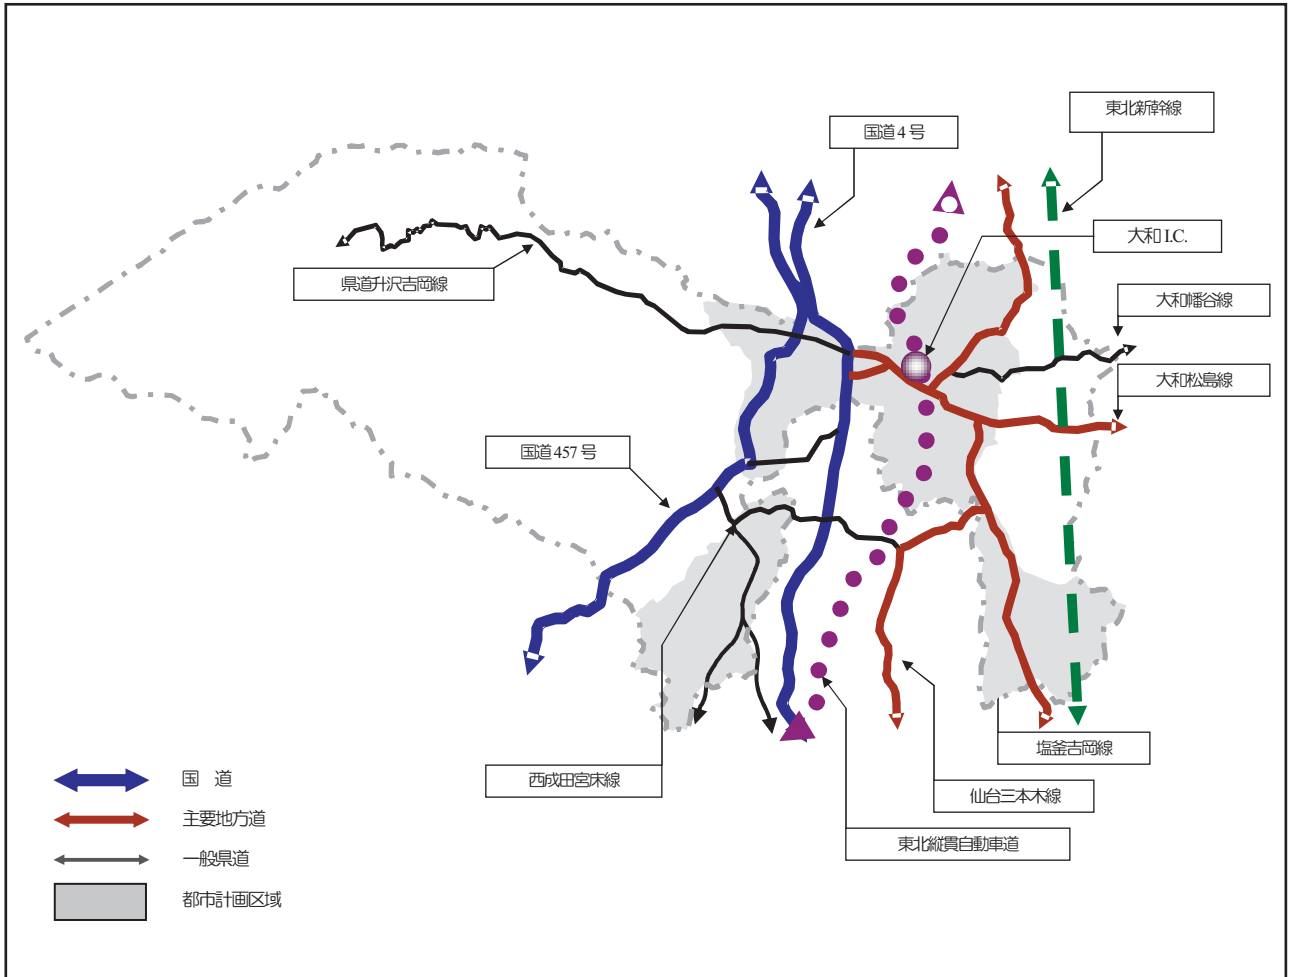 東北新幹線
国道4号
大和 I.C.
県道升沢吉岡線
大和幡谷線
大和松島線
国道457号
塩釜吉岡線
西成田宮床線
仙台三本木線
東北縦貫自動車道
国 道
主要地方道
一般県道
都市計画区域